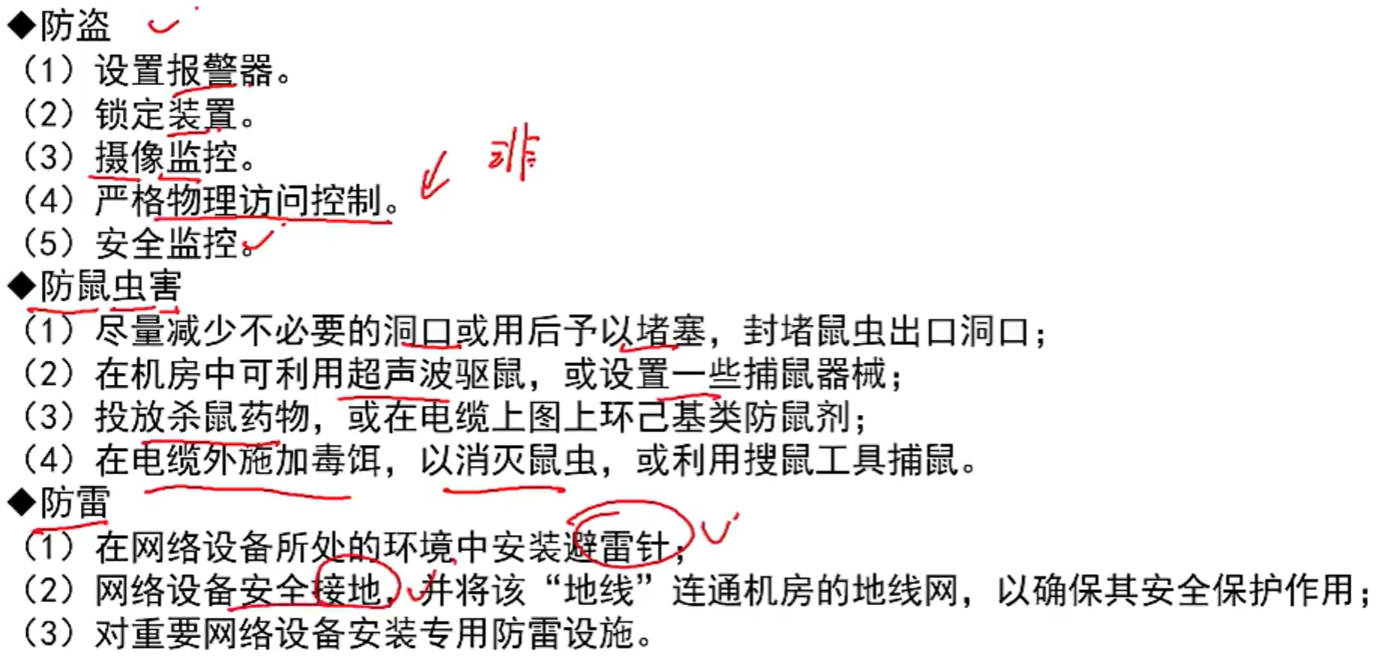 ◆防盗
（1）设置报警器。
（2）锁定装置。
（3）摄像监控。
非
（4）严格物理访问控制。
（5）安全监控。
◆防鼠虫害
（1）尽量减少不必要的洞口或用后予以堵塞，封堵鼠虫出口洞口；
（2）在机房中可利用超声波驱鼠，或设置一些捕鼠器械；
（3）投放杀鼠药物，或在电缆上图上环己基类防鼠剂；
（4）在电缆外施加毒饵，以消灭鼠虫，或利用搜鼠工具捕鼠。
◆防雷
（1）在网络设备所处的环境中安装避雷针；
（2）网络设备安全接地，并将该“地线”连通机房的地线网，以确保其安全保护作用；
（3）对重要网络设备安装专用防雷设施。